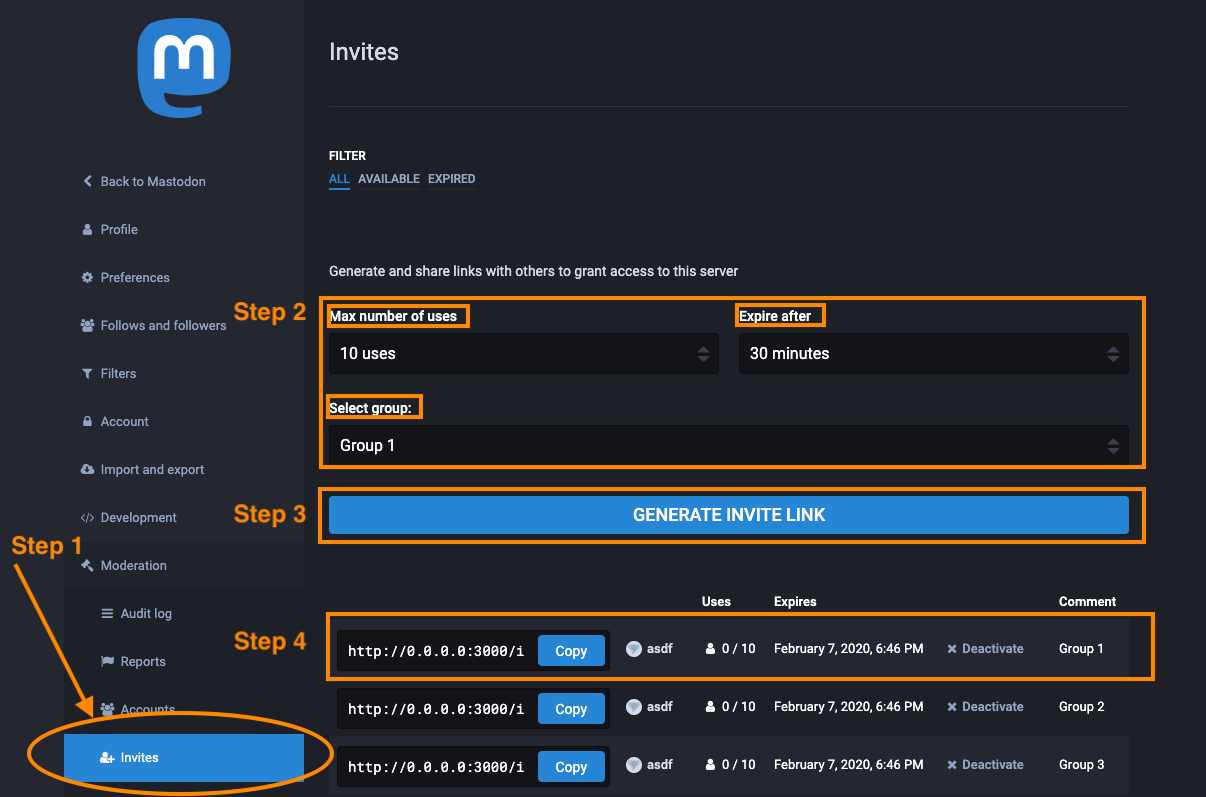 Invites
FILTER
ALL AVAILABLE EXPIRED
Back to Mastodon
Profile
Preferences
Follows and followers
Filters
Account
Import and export
</> Development
Step 1
Moderation
Audit log
Reports
Accounts
Invites
Generate and share links with others to grant access to this server
Step 2
Max number of uses Expire after
10 uses 30 minutes
Select group:
Group 1
Step 3
GENERATE INVITE LINK
Uses Expires Comment
Step 4
http://0.0.0.0:3000/i Copy asdf 0 / 10 February 7, 2020, 6:46 PM Deactivate Group 1
http://0.0.0.0:3000/i Copy asdf 0 / 10 February 7, 2020, 6:46 PM Deactivate Group 2
http://0.0.0.0:3000/i Copy asdf 0 / 10 February 7, 2020, 6:46 PM Deactivate Group 3